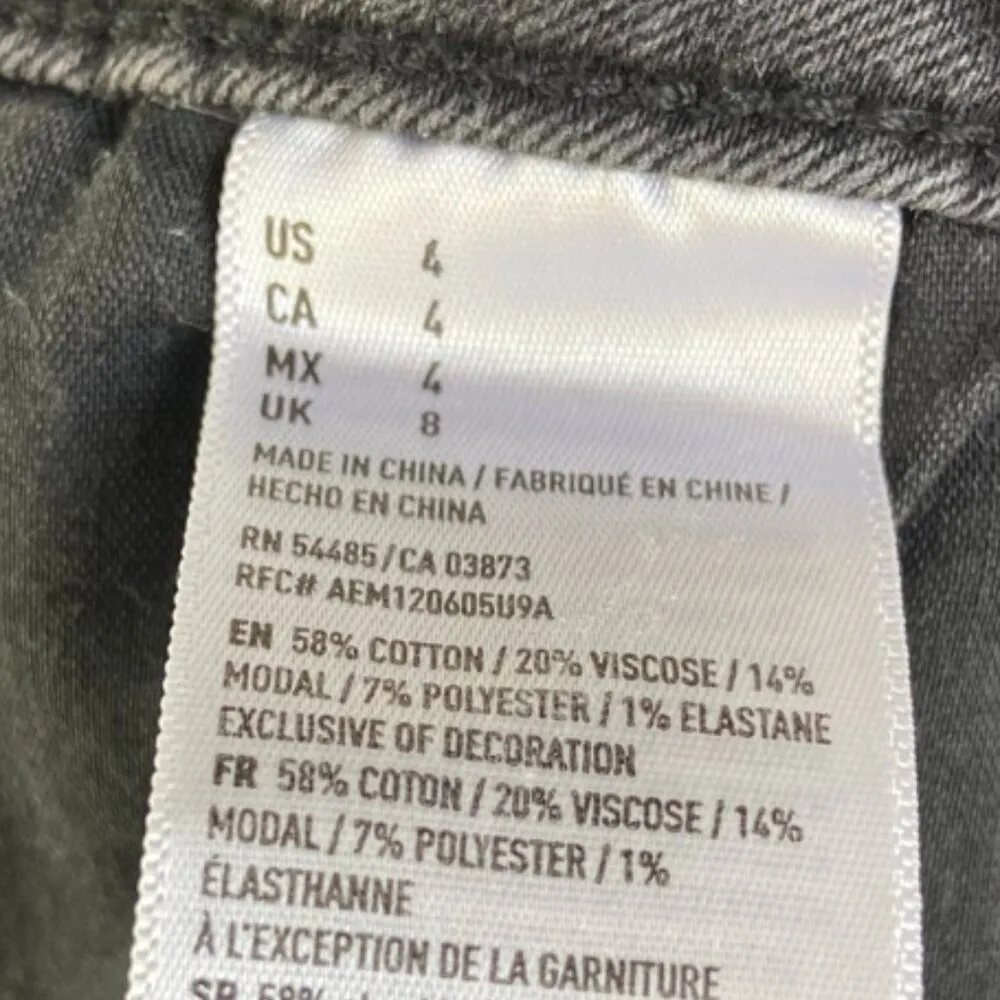 US 4
CA 4
MX 4
UK 8
MADE IN CHINA / FABRIQUÉ EN CHINE /
HECHO EN CHINA
RN 54485 / CA 03873
RFC# AEM120605U9A
EN 58% COTTON / 20% VISCOSE / 14%
MODAL / 7% POLYESTER / 1% ELASTANE
EXCLUSIVE OF DECORATION
FR 58% COTON / 20% VISCOSE / 14%
MODAL / 7% POLYESTER / 1%
ÉLASTHANNE
À L'EXCEPTION DE LA GARNITURE
SP 58%